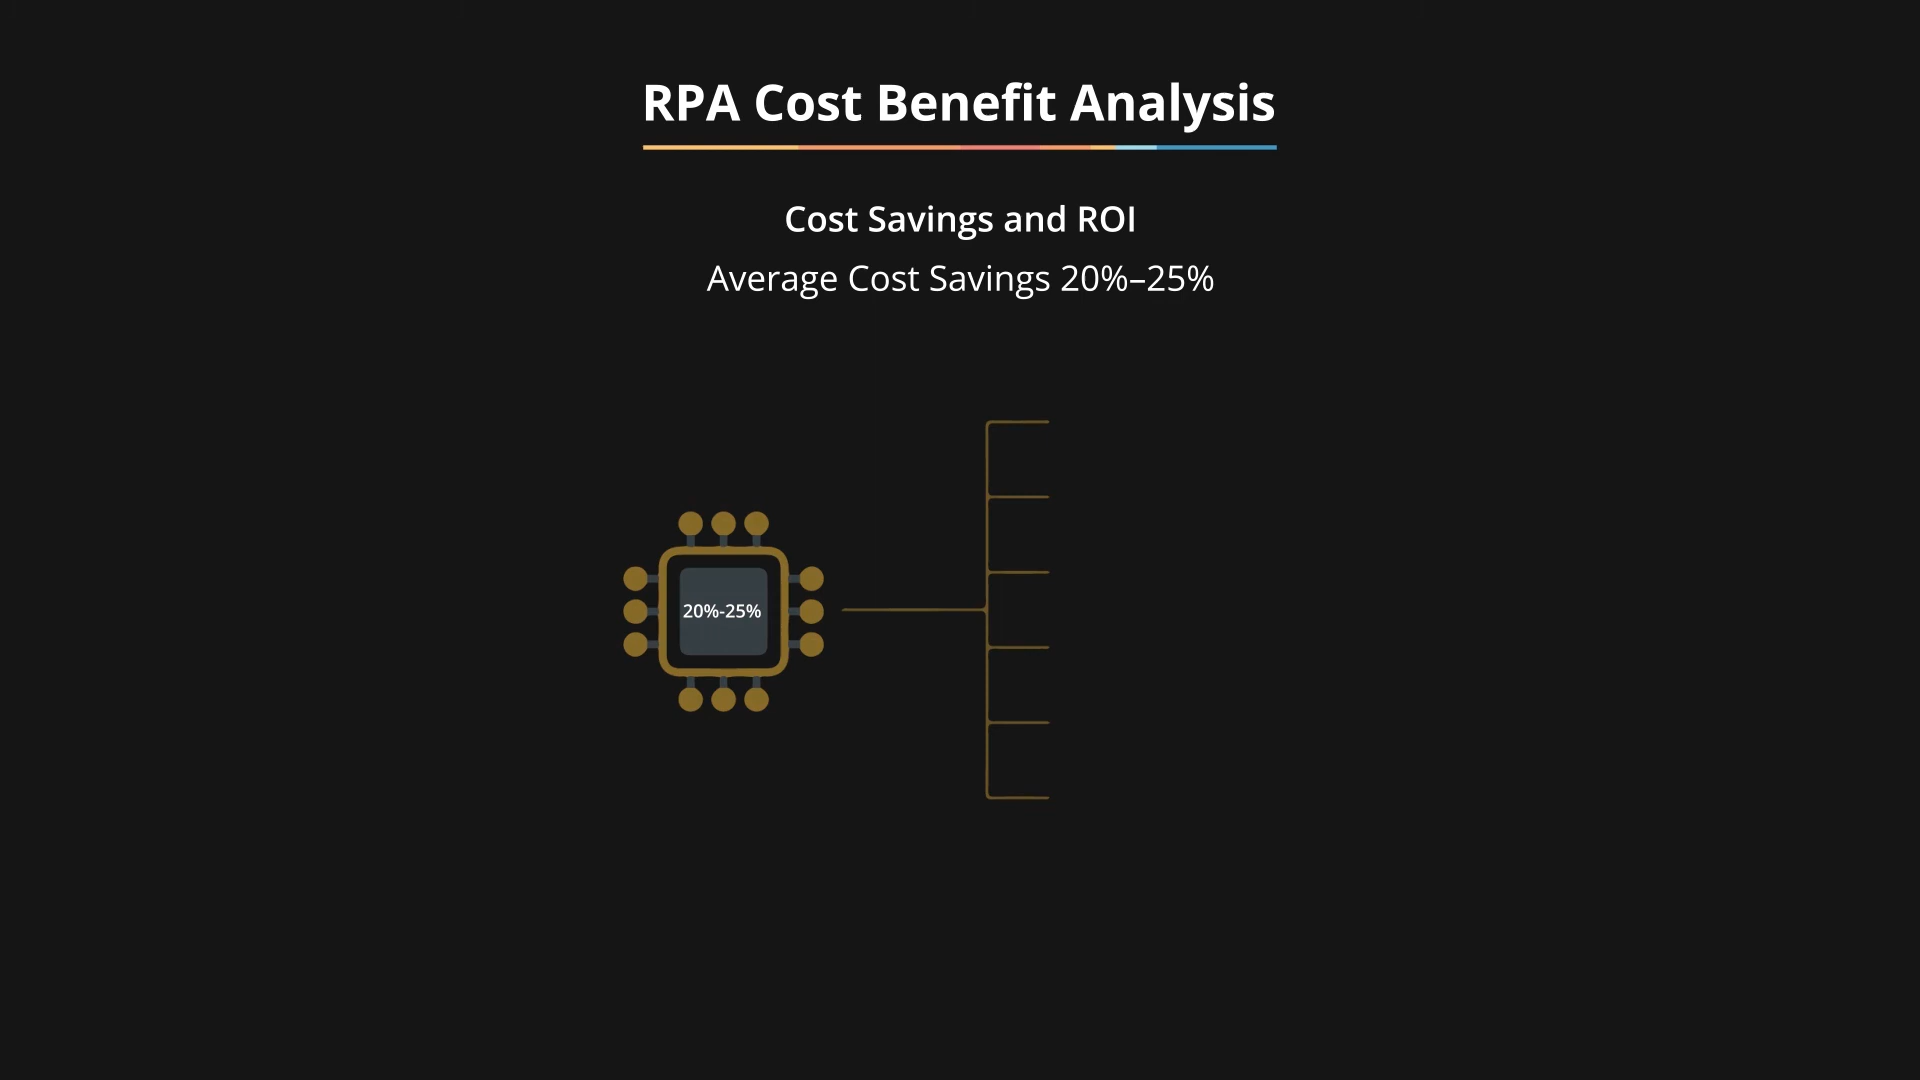 RPA Cost Benefit Analysis
Cost Savings and ROI
Average Cost Savings 20%–25%
20%-25%